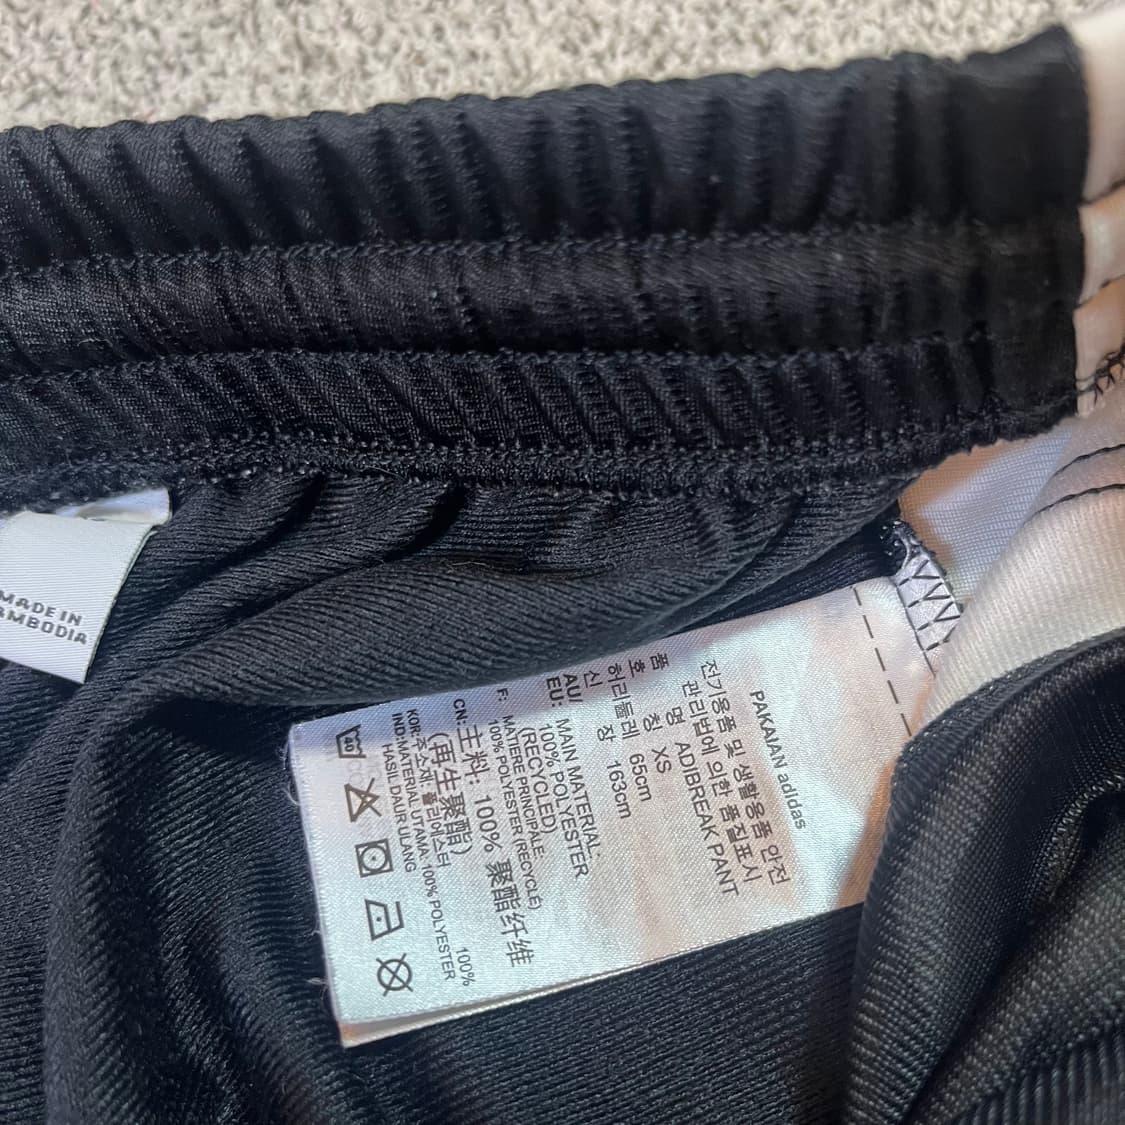 MADE IN
CAMBODIA
PAKAIAN adidas
전기용품 및 생활용품 안전
관리법에 의한 품질표시
품 명 ADIBREAK PANT
호 칭 XS
허리둘레 65cm
신 장 163cm
AU/ MAIN MATERIAL:
EU: 100% POLYESTER
(RECYCLED)
F: MATIERE PRINCIPALE:
100% POLYESTER (RECYCLÉ)
CN: 主料: 100% 聚酯纤维
(再生聚酯)
KOR:주소재: 폴리에스터 100%
IND:MATERIAL UTAMA: 100% POLYESTER
HASIL DAUR ULANG
40